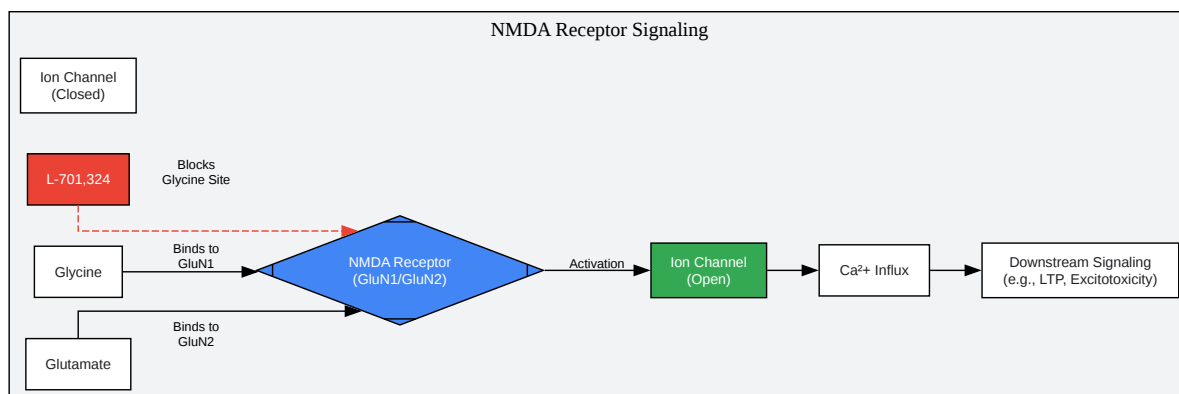 NMDA Receptor Signaling
Ion Channel
(Closed)
L-701,324
Blocks
Glycine Site
Glycine
Binds to
GluN1
NMDA Receptor
(GluN1/GluN2)
Activation
Ion Channel
(Open)
Ca²+ Influx
Downstream Signaling
(e.g., LTP, Excitotoxicity)
Binds to
GluN2
Glutamate